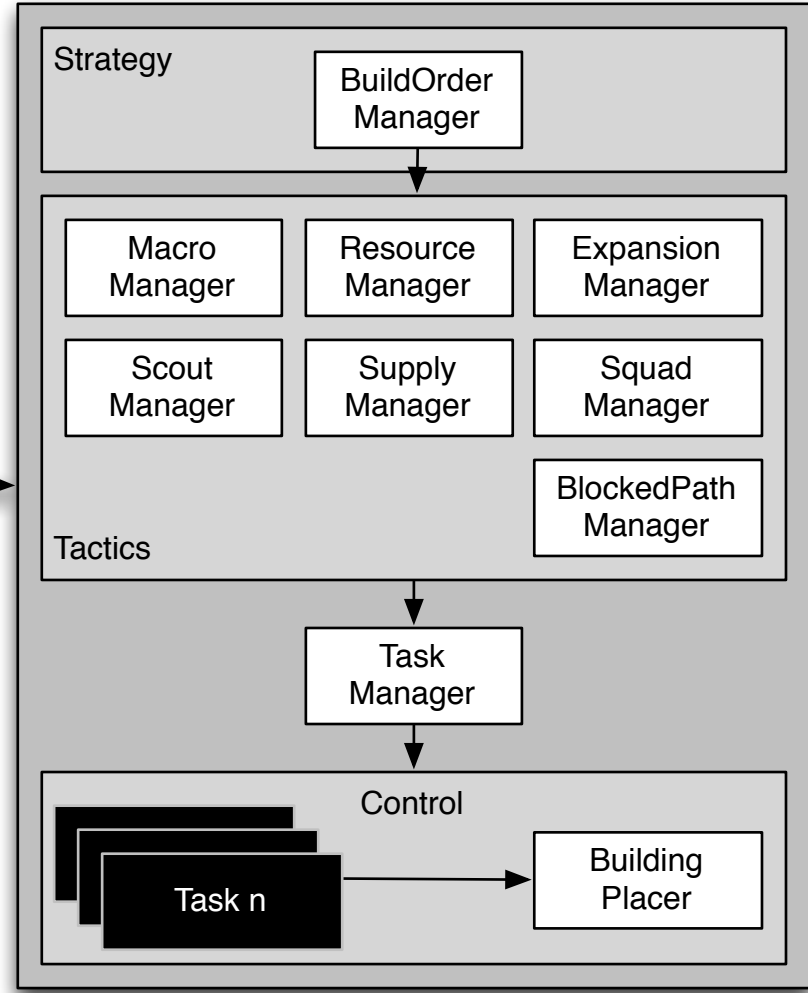 Strategy
BuildOrder
Manager
Macro
Manager
Resource
Manager
Expansion
Manager
Scout
Manager
Supply
Manager
Squad
Manager
BlockedPath
Manager
Tactics
Task
Manager
Control
Task n
Building
Placer